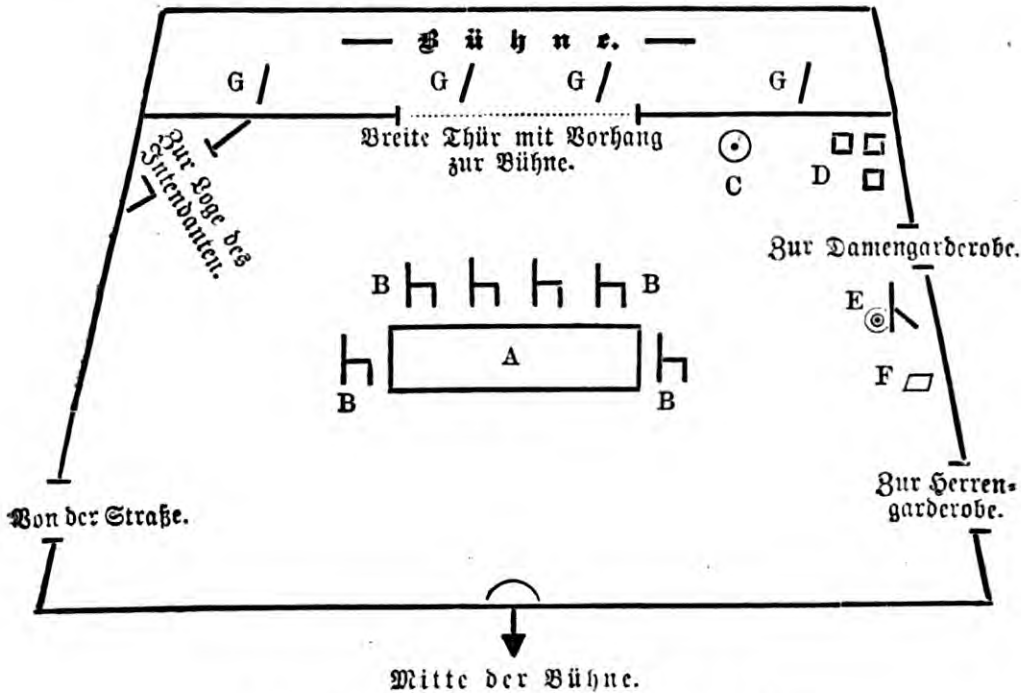 — Bühne. —
G G G G
Breite Thür mit Vorhang
zur Bühne.
Zur Loge des
Intendanten.
C
D
Zur Damengarderobe.
B B
E
A
F
B B
Zur Herren=
garderobe.
Von der Straße.
Mitte der Bühne.